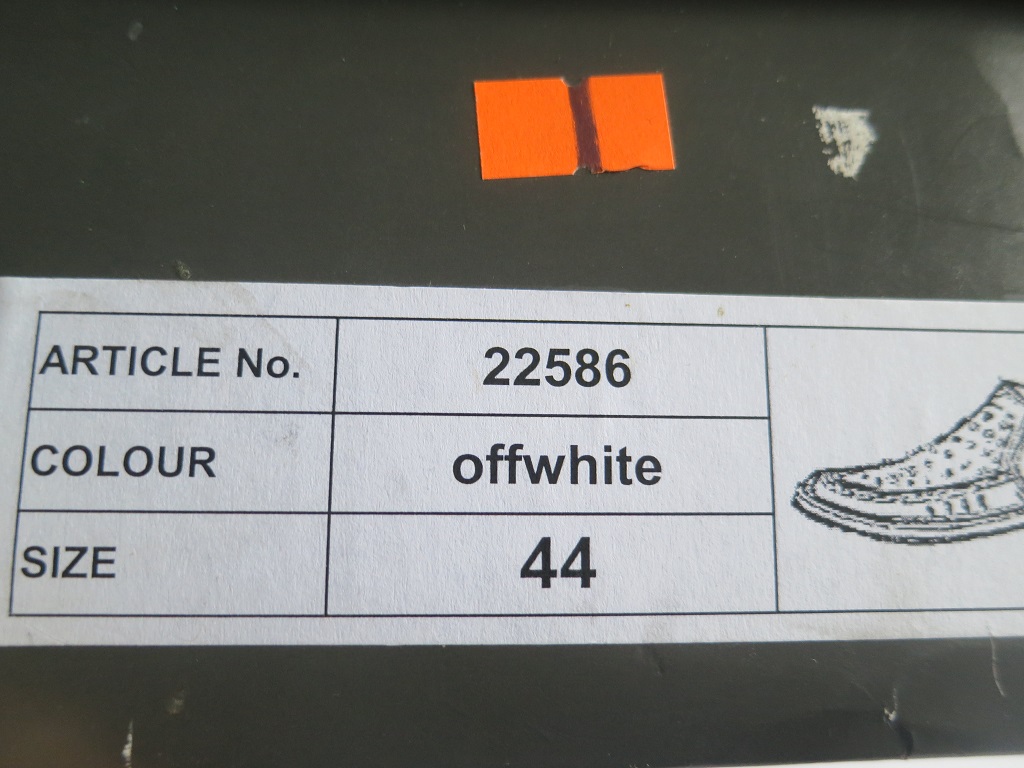 ARTICLE No. 22586
COLOUR offwhite
SIZE 44